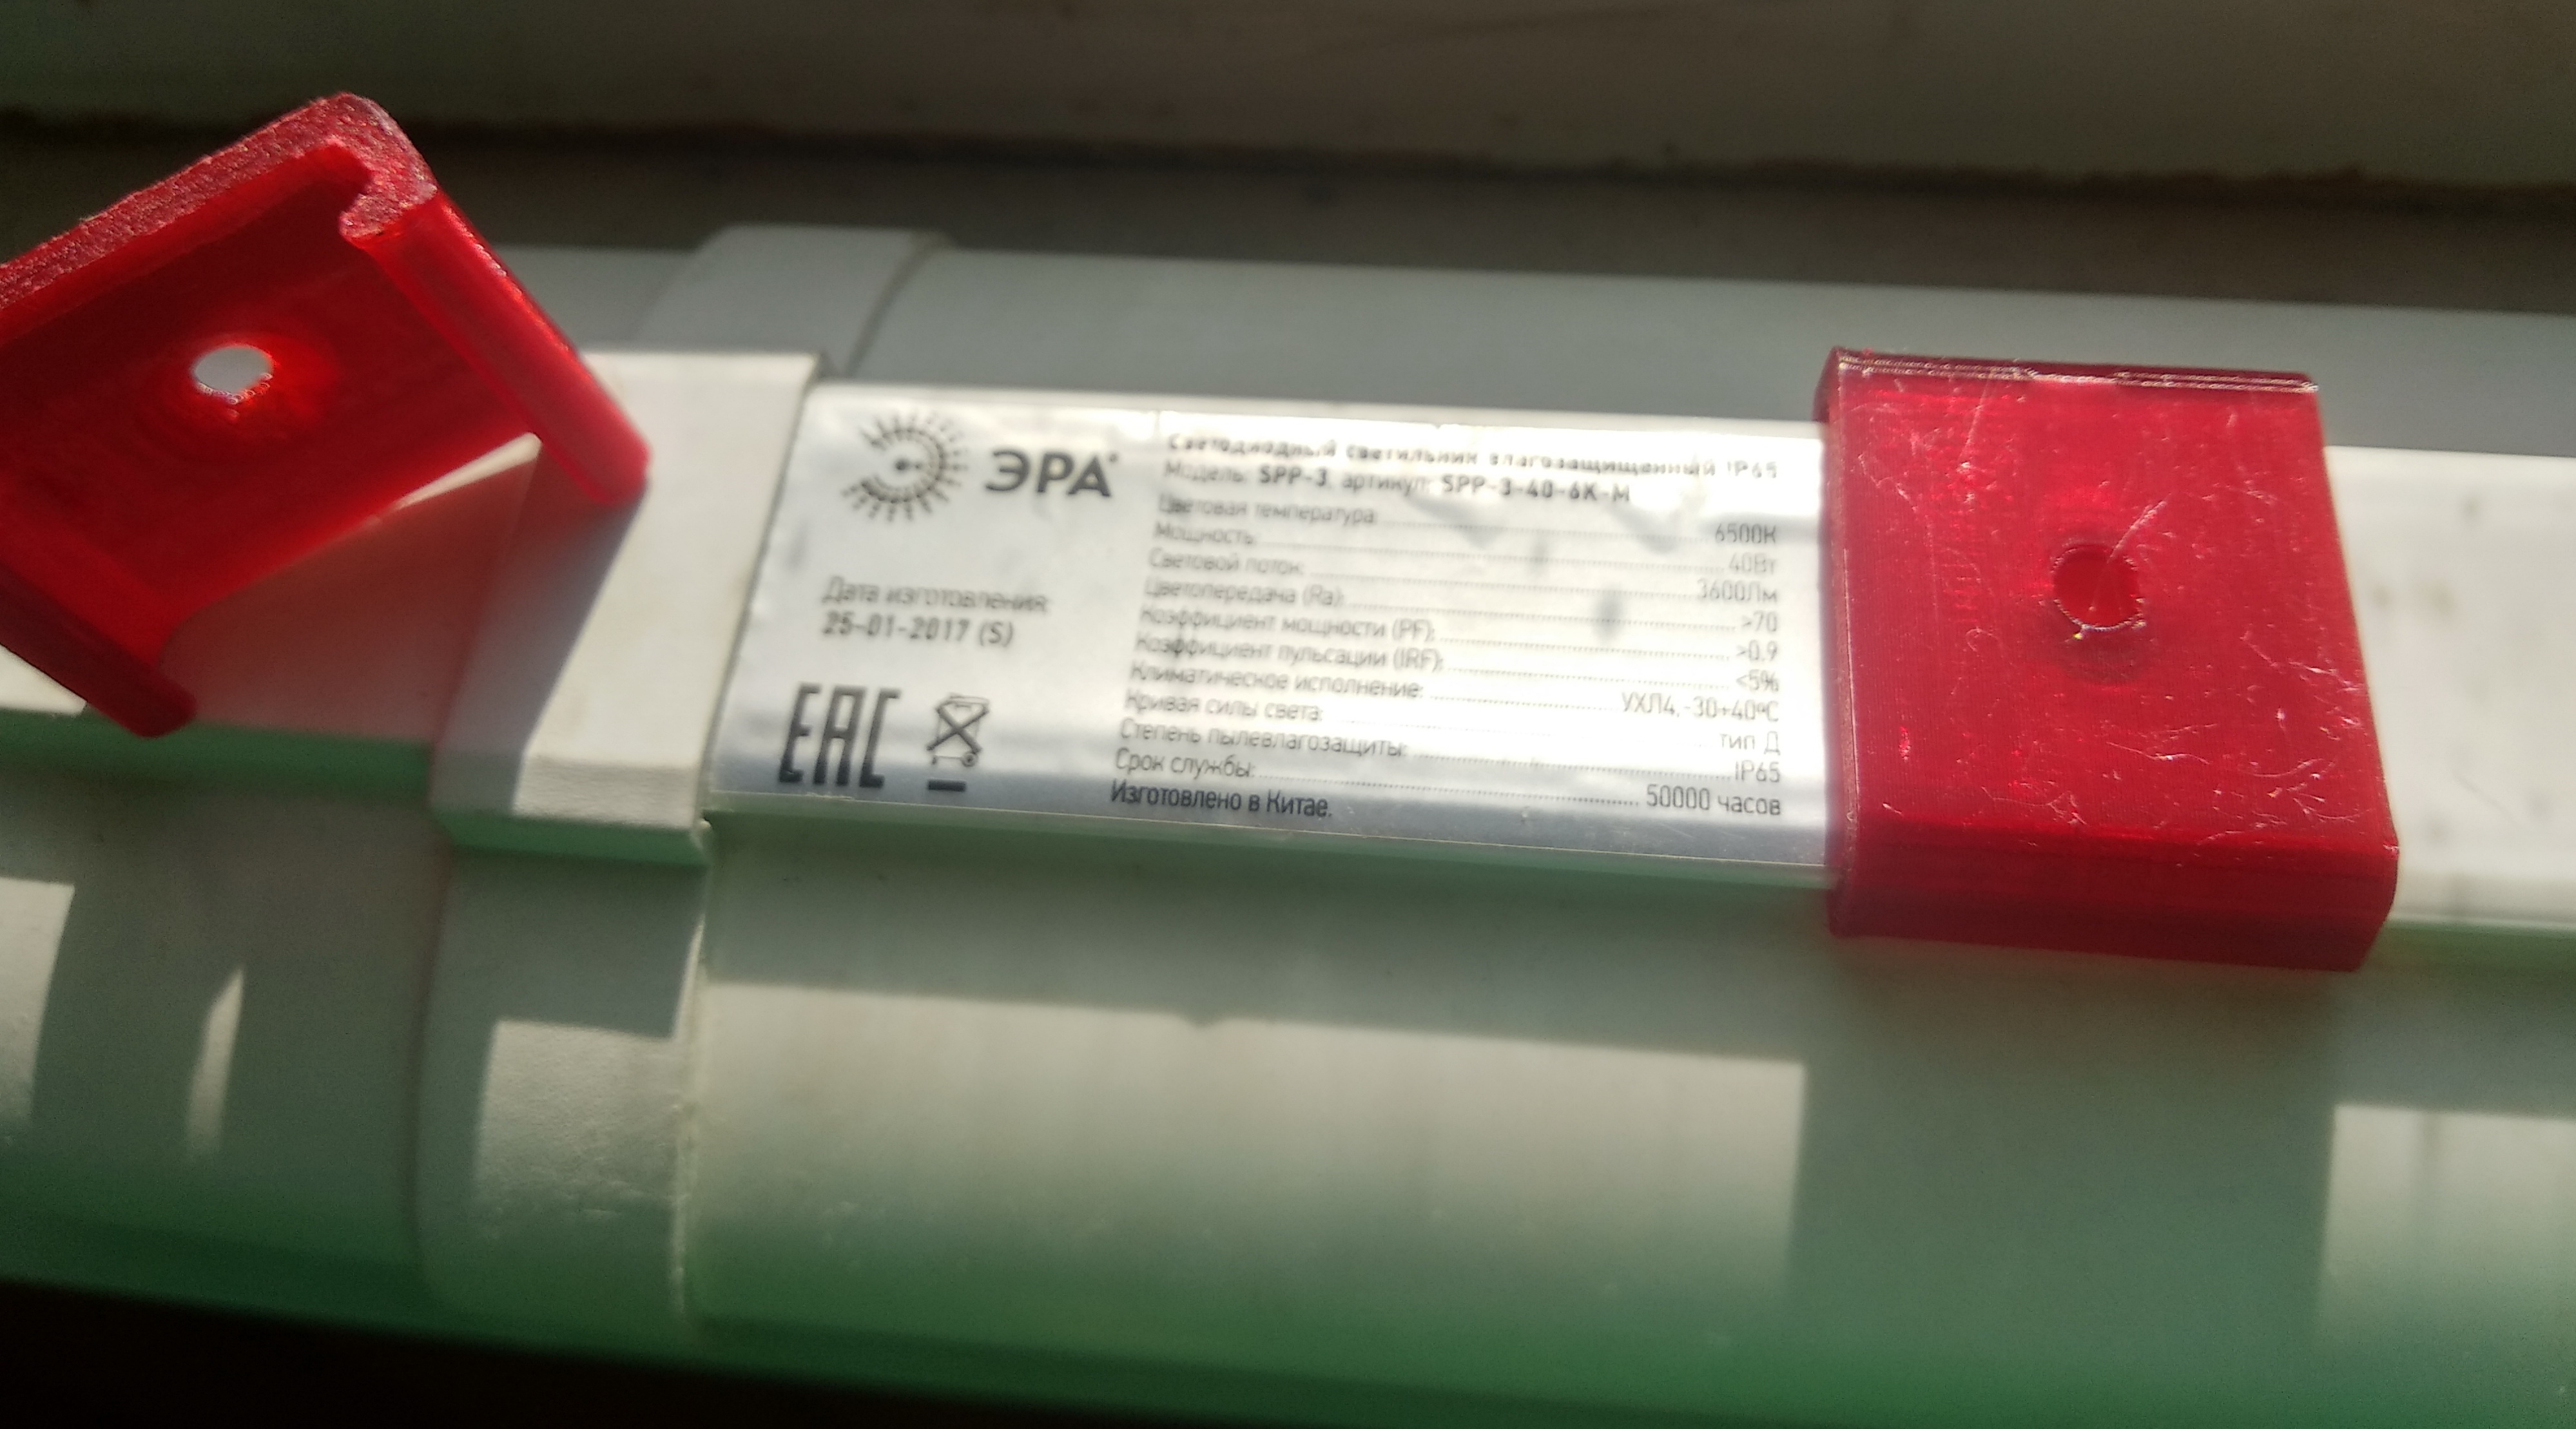 ЭРА®
Светодиодный светильник влагозащищенный IP65
Модель: SPP-3, артикул: SPP-3-40-6K-M
Цветовая температура: 6500К
Мощность: 40Вт
Световой поток: 3600Лм
Цветопередача (Ra): >70
Коэффициент мощности (PF): >0.9
Коэффициент пульсации (IRF): <5%
Климатическое исполнение: УХЛ4, -30+40ºС
Кривая силы света: тип Д
Степень пылевлагозащиты: IP65
Срок службы: 50000 часов
Изготовлено в Китае.
Дата изготовления:
25-01-2017 (S)
EAC